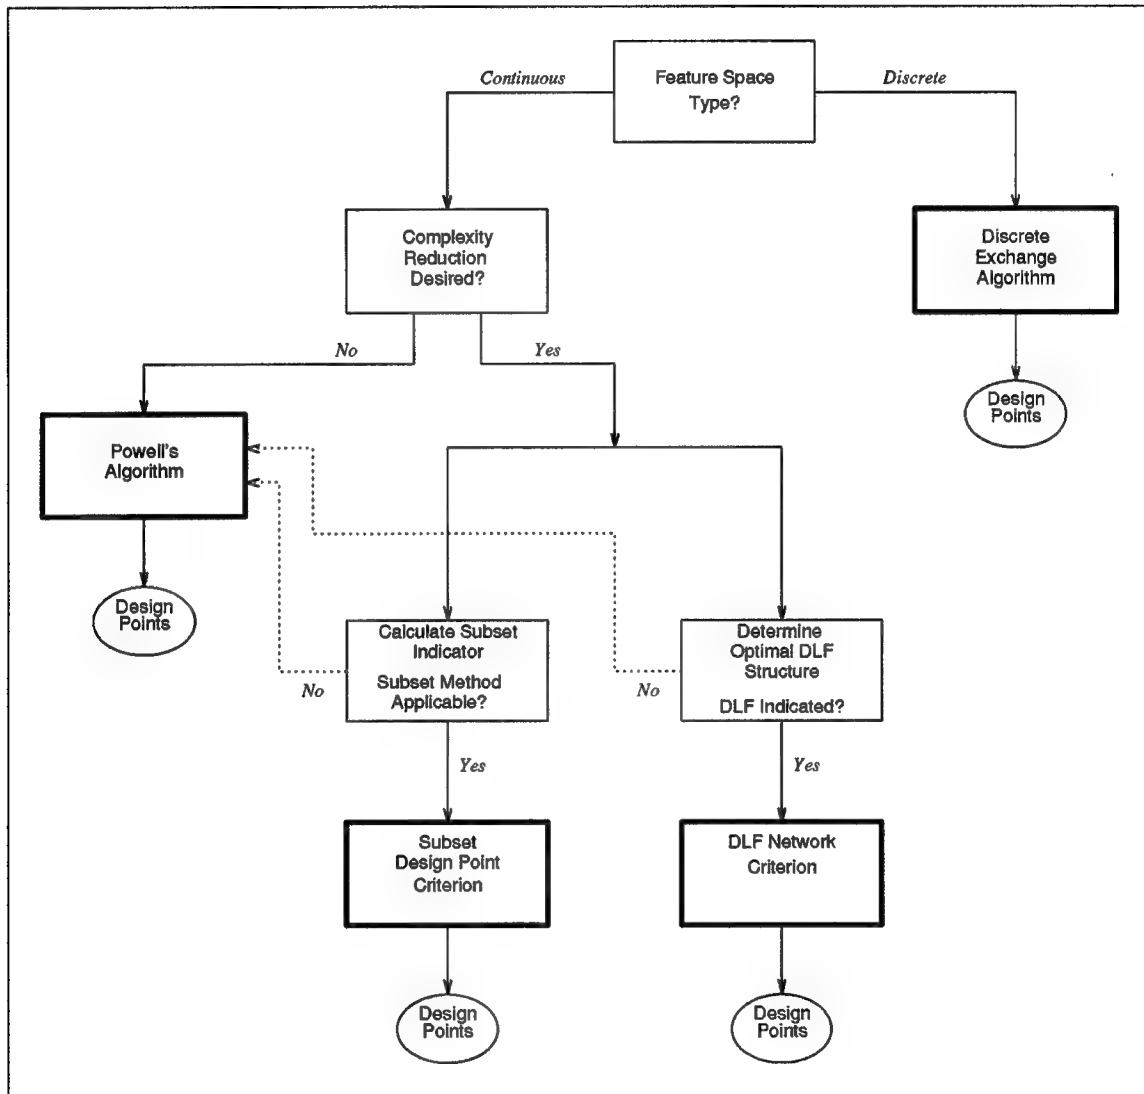 Feature Space
Type?
Continuous
Discrete
Complexity
Reduction
Desired?
Discrete
Exchange
Algorithm
No
Yes
Design
Points
Powell's
Algorithm
Design
Points
Calculate Subset
Indicator
Subset Method
Applicable?
No
Determine
Optimal DLF
Structure
DLF Indicated?
No
Yes
Yes
Subset
Design Point
Criterion
DLF Network
Criterion
Design
Points
Design
Points